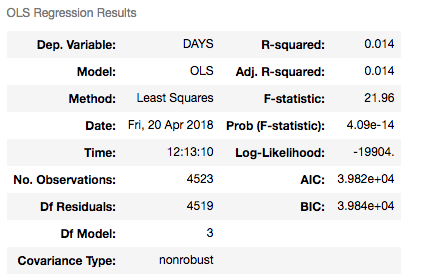 OLS Regression Results
Dep. Variable: DAYS R-squared: 0.014
Model: OLS Adj. R-squared: 0.014
Method: Least Squares F-statistic: 21.96
Date: Fri, 20 Apr 2018 Prob (F-statistic): 4.09e-14
Time: 12:13:10 Log-Likelihood: -19904.
No. Observations: 4523 AIC: 3.982e+04
Df Residuals: 4519 BIC: 3.984e+04
Df Model: 3
Covariance Type: nonrobust